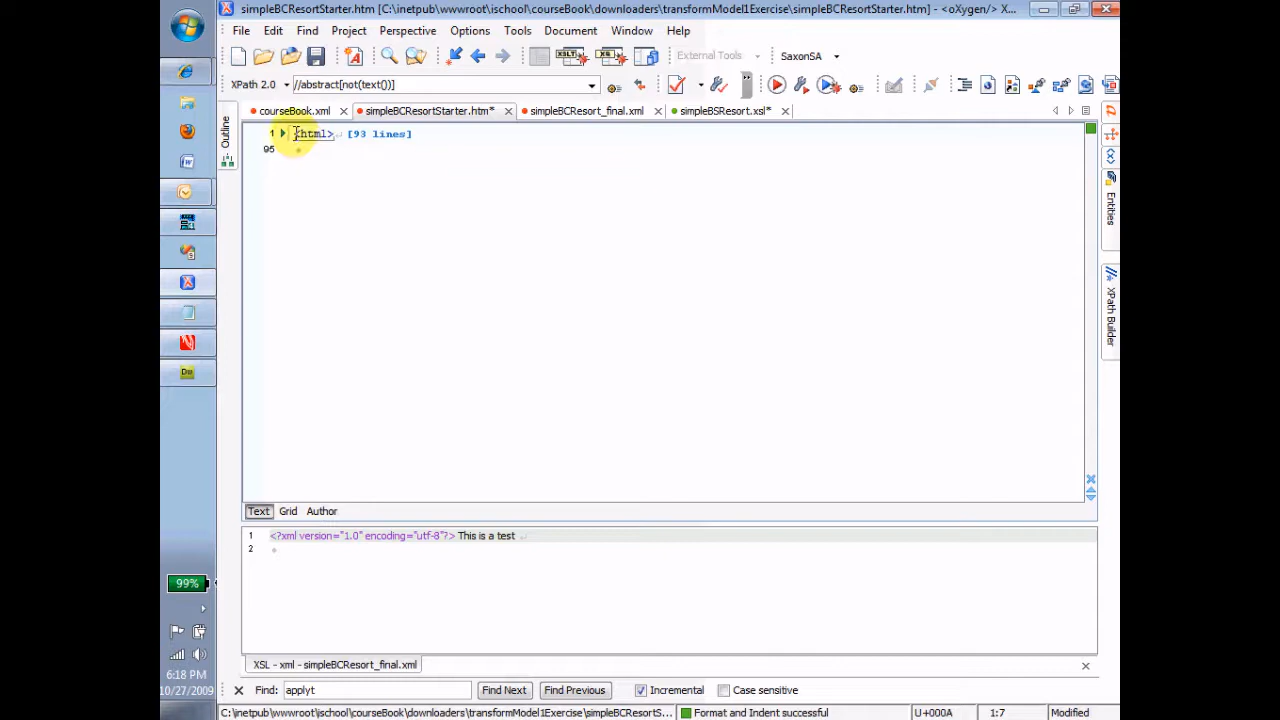 simpleBCResortStarter.htm [C:\inetpub\wwwroot\ischool\courseBook\downloaders\transformModel1Exercise\simpleBCResortStarter.htm] - <oXygen/> X...
File Edit Find Project Perspective Options Tools Document Window Help
External Tools SaxonSA
XPath 2.0 //abstract[not(text())]
courseBook.xml simpleBCResortStarter.htm* simpleBCResort_final.xml simpleBSResort.xsl*
Outline
1 <html> [93 lines]
95
Entities
XPath Builder
Text Grid Author
1 <?xml version="1.0" encoding="utf-8"?> This is a test
2
XSL - xml - simpleBCResort_final.xml
Find: applyt Find Next Find Previous Incremental Case sensitive
C:\inetpub\wwwroot\ischool\courseBook\downloaders\transformModel1Exercise\simpleBCResortS... Format and Indent successful U+000A 1:7 Modified
99%
6:18 PM
10/27/2009